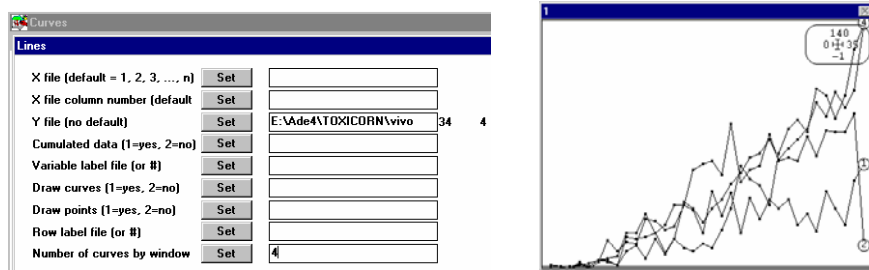 Curves
Lines
X file (default = 1, 2, 3, ..., n) Set
X file column number (default Set
Y file (no default) Set E:\Ade4\TOXICORN\vivo 34 4
Cumulated data (1=yes, 2=no) Set
Variable label file (or #) Set
Draw curves (1=yes, 2=no) Set
Draw points (1=yes, 2=no) Set
Row label file (or #) Set
Number of curves by window Set 4
1
4
140
0 35
-1
1
2